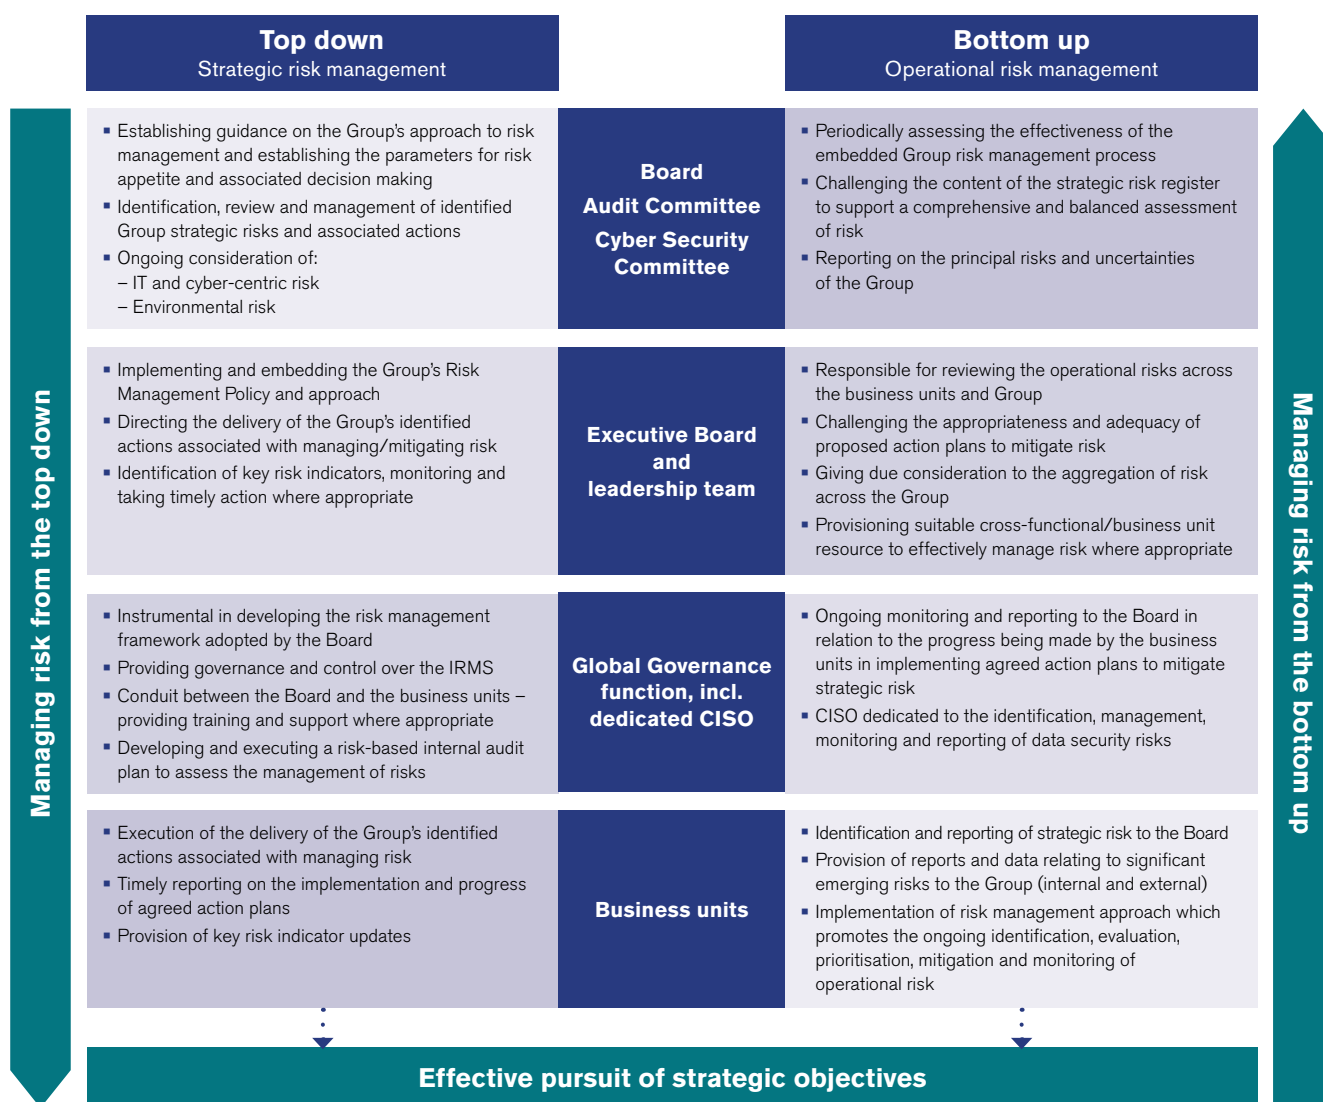 Top down
Strategic risk management
Bottom up
Operational risk management
Managing risk from the top down
▪ Establishing guidance on the Group’s approach to risk
management and establishing the parameters for risk
appetite and associated decision making
▪ Identification, review and management of identified
Group strategic risks and associated actions
▪ Ongoing consideration of:
– IT and cyber-centric risk
– Environmental risk
Board
Audit Committee
Cyber Security
Committee
▪ Periodically assessing the effectiveness of the
embedded Group risk management process
▪ Challenging the content of the strategic risk register
to support a comprehensive and balanced assessment
of risk
▪ Reporting on the principal risks and uncertainties
of the Group
▪ Implementing and embedding the Group’s Risk
Management Policy and approach
▪ Directing the delivery of the Group’s identified
actions associated with managing/mitigating risk
▪ Identification of key risk indicators, monitoring and
taking timely action where appropriate
Executive Board
and
leadership team
▪ Responsible for reviewing the operational risks across
the business units and Group
▪ Challenging the appropriateness and adequacy of
proposed action plans to mitigate risk
▪ Giving due consideration to the aggregation of risk
across the Group
▪ Provisioning suitable cross-functional/business unit
resource to effectively manage risk where appropriate
▪ Instrumental in developing the risk management
framework adopted by the Board
▪ Providing governance and control over the IRMS
▪ Conduit between the Board and the business units –
providing training and support where appropriate
▪ Developing and executing a risk-based internal audit
plan to assess the management of risks
Global Governance
function, incl.
dedicated CISO
▪ Ongoing monitoring and reporting to the Board in
relation to the progress being made by the business
units in implementing agreed action plans to mitigate
strategic risk
▪ CISO dedicated to the identification, management,
monitoring and reporting of data security risks
▪ Execution of the delivery of the Group’s identified
actions associated with managing risk
▪ Timely reporting on the implementation and progress
of agreed action plans
▪ Provision of key risk indicator updates
Business units
▪ Identification and reporting of strategic risk to the Board
▪ Provision of reports and data relating to significant
emerging risks to the Group (internal and external)
▪ Implementation of risk management approach which
promotes the ongoing identification, evaluation,
prioritisation, mitigation and monitoring of
operational risk
Managing risk from the bottom up
Effective pursuit of strategic objectives